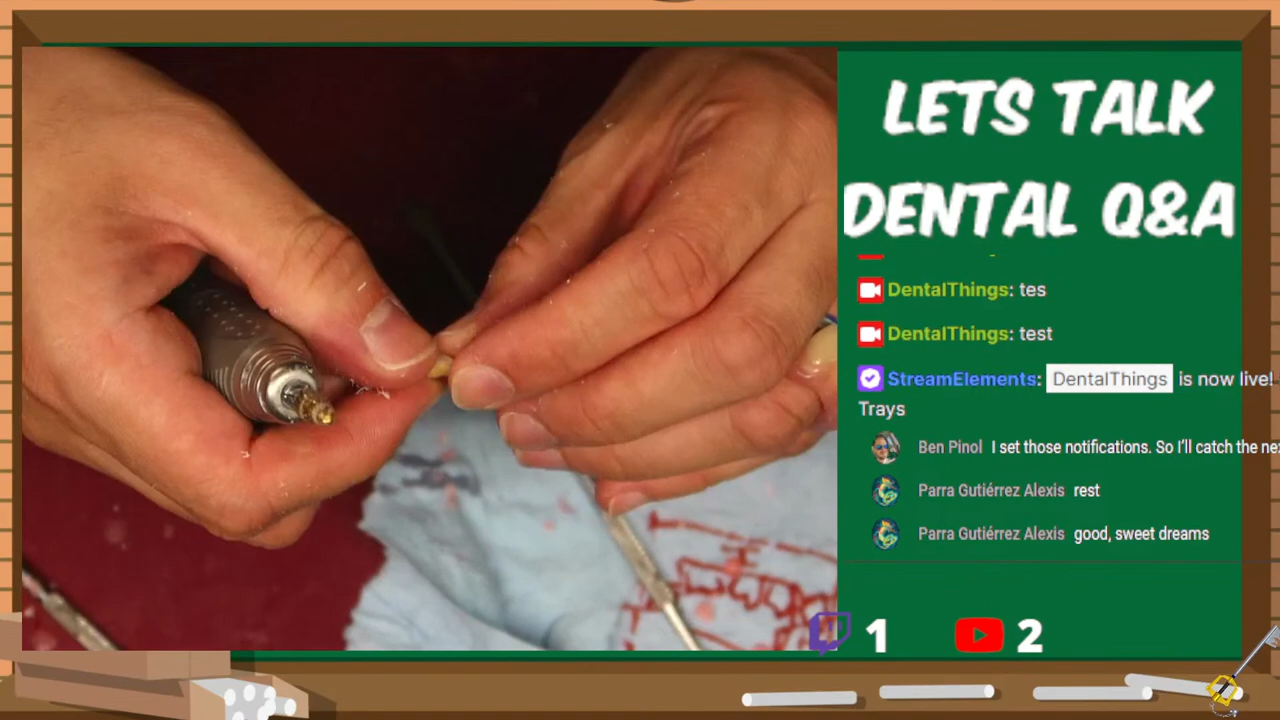 LETS TALK
DENTAL Q&A
DentalThings: tes
DentalThings: test
StreamElements: DentalThings is now live!
Trays
Ben Pinol I set those notifications. So I'll catch the
Parra Gutiérrez Alexis rest
Parra Gutiérrez Alexis good, sweet dreams
1 2